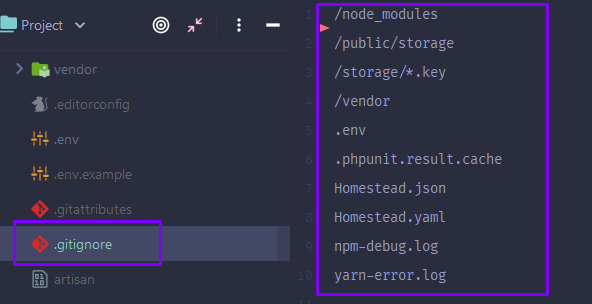 Project
vendor
.editorconfig
.env
.env.example
.gitattributes
.gitignore
artisan
1 /node_modules
2 /public/storage
3 /storage/*.key
4 /vendor
5 .env
6 .phpunit.result.cache
7 Homestead.json
8 Homestead.yaml
9 npm-debug.log
10 yarn-error.log